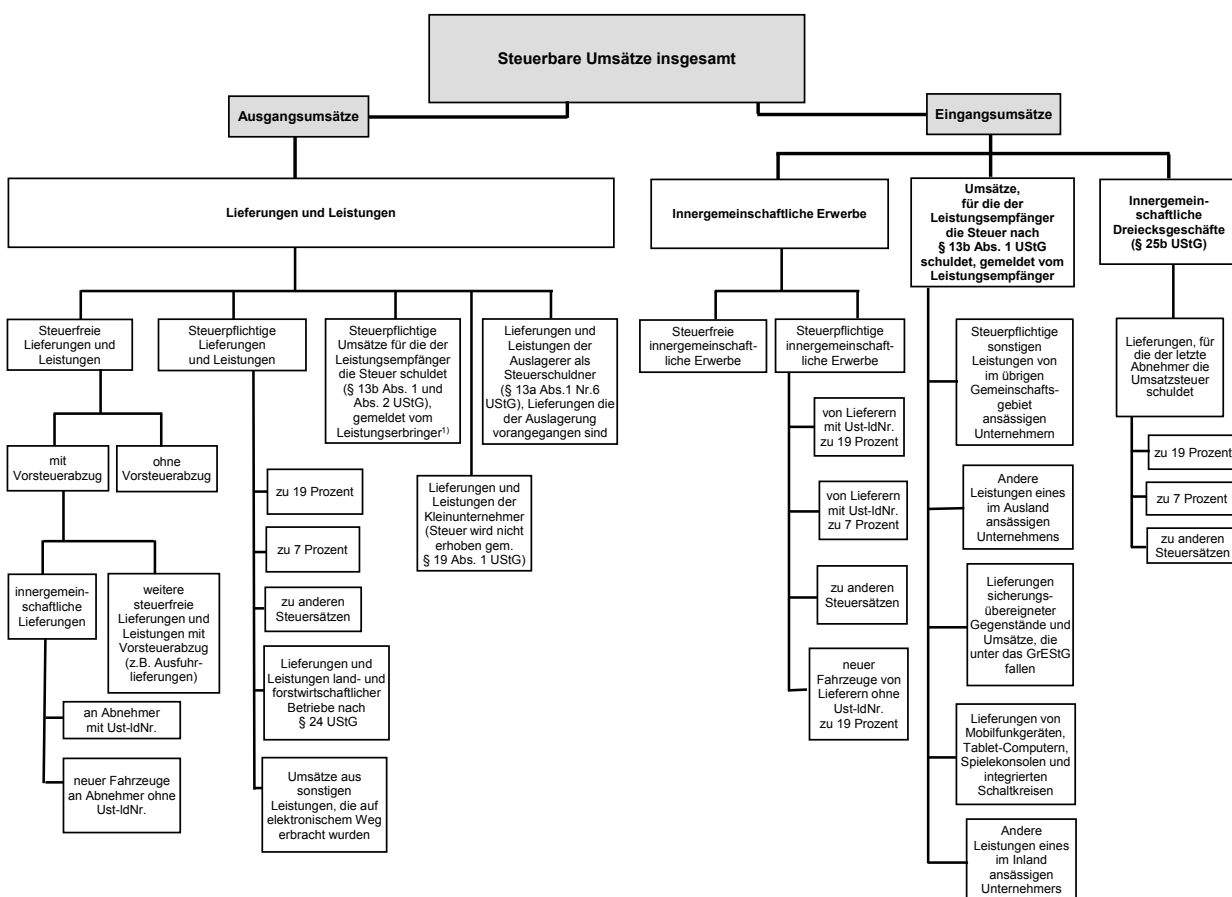 Steuerbare Umsätze insgesamt
Ausgangsumsätze
Eingangsumsätze
Lieferungen und Leistungen
Innergemeinschaftliche Erwerbe
Umsätze,
für die der
Leistungsempfänger
die Steuer nach
§ 13b Abs. 1 UStG
schuldet, gemeldet vom
Leistungsempfänger
Innergemein-
schaftliche
Dreiecksgeschäfte
(§ 25b UStG)
Steuerfreie
Lieferungen und
Leistungen
Steuerpflichtige
Lieferungen
und Leistungen
Steuerpflichtige
Umsätze für die der
Leistungsempfänger
die Steuer schuldet
(§ 13b Abs. 1 und
Abs. 2 UStG),
gemeldet vom
Leistungserbringer1)
Lieferungen und
Leistungen der
Auslagerer als
Steuerschuldner
(§ 13a Abs.1 Nr.6
UStG), Lieferungen die
der Auslagerung
vorangegangen sind
Steuerfreie
innergemeinschaft-
liche Erwerbe
Steuerpflichtige
innergemeinschaft-
liche Erwerbe
Steuerpflichtige
sonstigen
Leistungen von
im übrigen
Gemeinschafts-
gebiet
ansässigen
Unternehmern
Lieferungen, für
die der letzte
Abnehmer die
Umsatzsteuer
schuldet
mit
Vorsteuerabzug
ohne
Vorsteuerabzug
zu 19 Prozent
Lieferungen und
Leistungen der
Kleinunternehmer
(Steuer wird nicht
erhoben gem.
§ 19 Abs. 1 UStG)
von Lieferern
mit Ust-IdNr.
zu 19 Prozent
zu 19 Prozent
zu 7 Prozent
von Lieferern
mit Ust-IdNr.
zu 7 Prozent
Andere
Leistungen eines
im Ausland
ansässigen
Unternehmens
zu 7 Prozent
zu anderen
Steuersätzen
innergemein-
schaftliche
Lieferungen
weitere
steuerfreie
Lieferungen und
Leistungen mit
Vorsteuerabzug
(z.B. Ausfuhr-
lieferungen)
zu anderen
Steuersätzen
zu anderen
Steuersätzen
Lieferungen
sicherungs-
übereigneter
Gegenstände und
Umsätze, die
unter das GrEStG
fallen
Lieferungen und
Leistungen land- und
forstwirtschaftlicher
Betriebe nach
§ 24 UStG
neuer
Fahrzeuge von
Lieferern ohne
Ust-IdNr.
zu 19 Prozent
an Abnehmer
mit Ust-IdNr.
Lieferungen von
Mobilfunkgeräten,
Tablet-Computern,
Spielekonsolen und
integrierten
Schaltkreisen
neuer Fahrzeuge
an Abnehmer ohne
Ust-IdNr.
Umsätze aus
sonstigen
Leistungen, die auf
elektronischem Weg
erbracht wurden
Andere
Leistungen eines
im Inland
ansässigen
Unternehmers